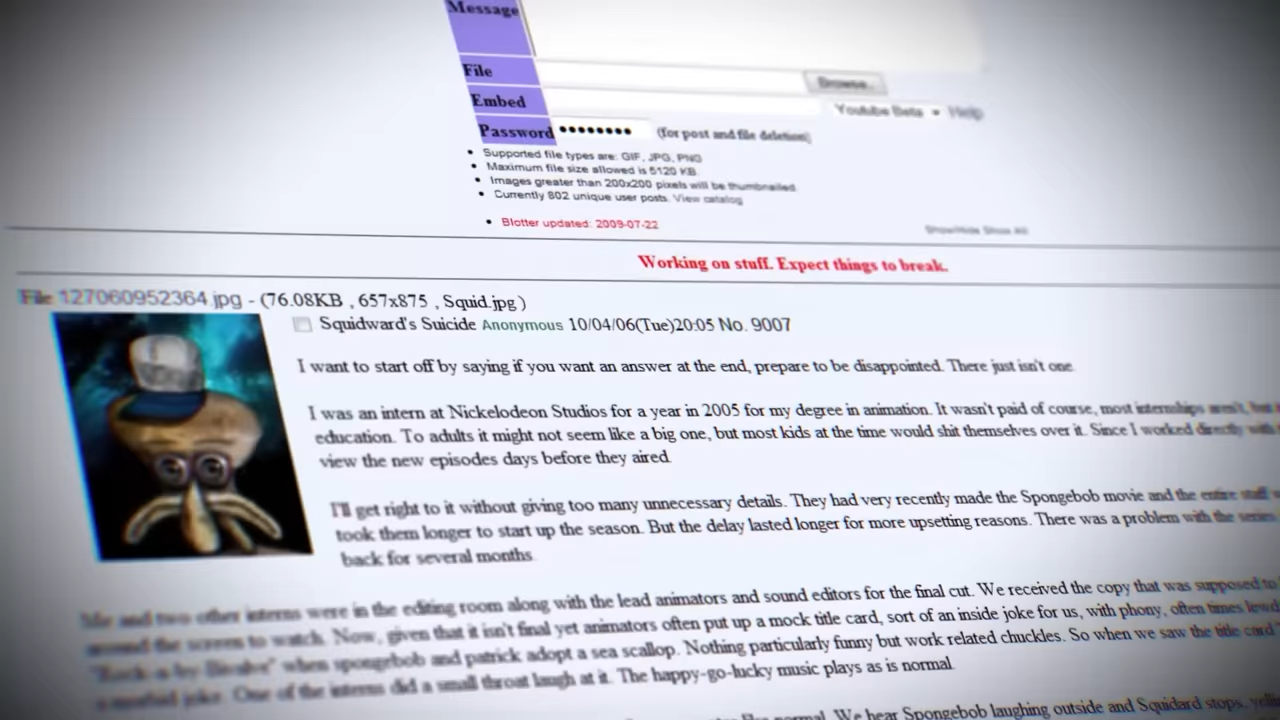 Message
File
Browse..
Embed
Youtube Beta
Help
Password
(for post and file deletion)
Supported file types are: GIF, JPG, PNG
Maximum file size allowed is 5120 KB.
Images greater than 200x200 pixels will be thumbnailed.
Currently 802 unique user posts. View catalog
Blotter updated: 2009-07-22
Show/Hide Show All
Working on stuff. Expect things to break.
File 127060952364.jpg - (76.08KB , 657x875 , Squid.jpg )
Squidward's Suicide Anonymous 10/04/06(Tue)20:05 No. 9007
I want to start off by saying if you want an answer at the end, prepare to be disappointed. There just isn't one.
I was an intern at Nickelodeon Studios for a year in 2005 for my degree in animation. It wasn't paid of course, most internships aren't, but
education. To adults it might not seem like a big one, but most kids at the time would shit themselves over it. Since I worked directly with
view the new episodes days before they aired.
I'll get right to it without giving too many unnecessary details. They had very recently made the Spongebob movie and the entire staff
took them longer to start up the season. But the delay lasted longer for more upsetting reasons. There was a problem with the series
back for several months.
Me and two other interns were in the editing room along with the lead animators and sound editors for the final cut. We received the copy that was supposed to
around the screen to watch. Now, given that it isn't final yet animators often put up a mock title card, sort of an inside joke for us, with phony, often times lewd
when spongebob and patrick adopt a sea scallop. Nothing particularly funny but work related chuckles. So when we saw the title card
a morbid joke. One of the interns did a small throat laugh at it. The happy-go-lucky music plays as is normal.
normal. We hear Spongebob laughing outside and Squidard stops,